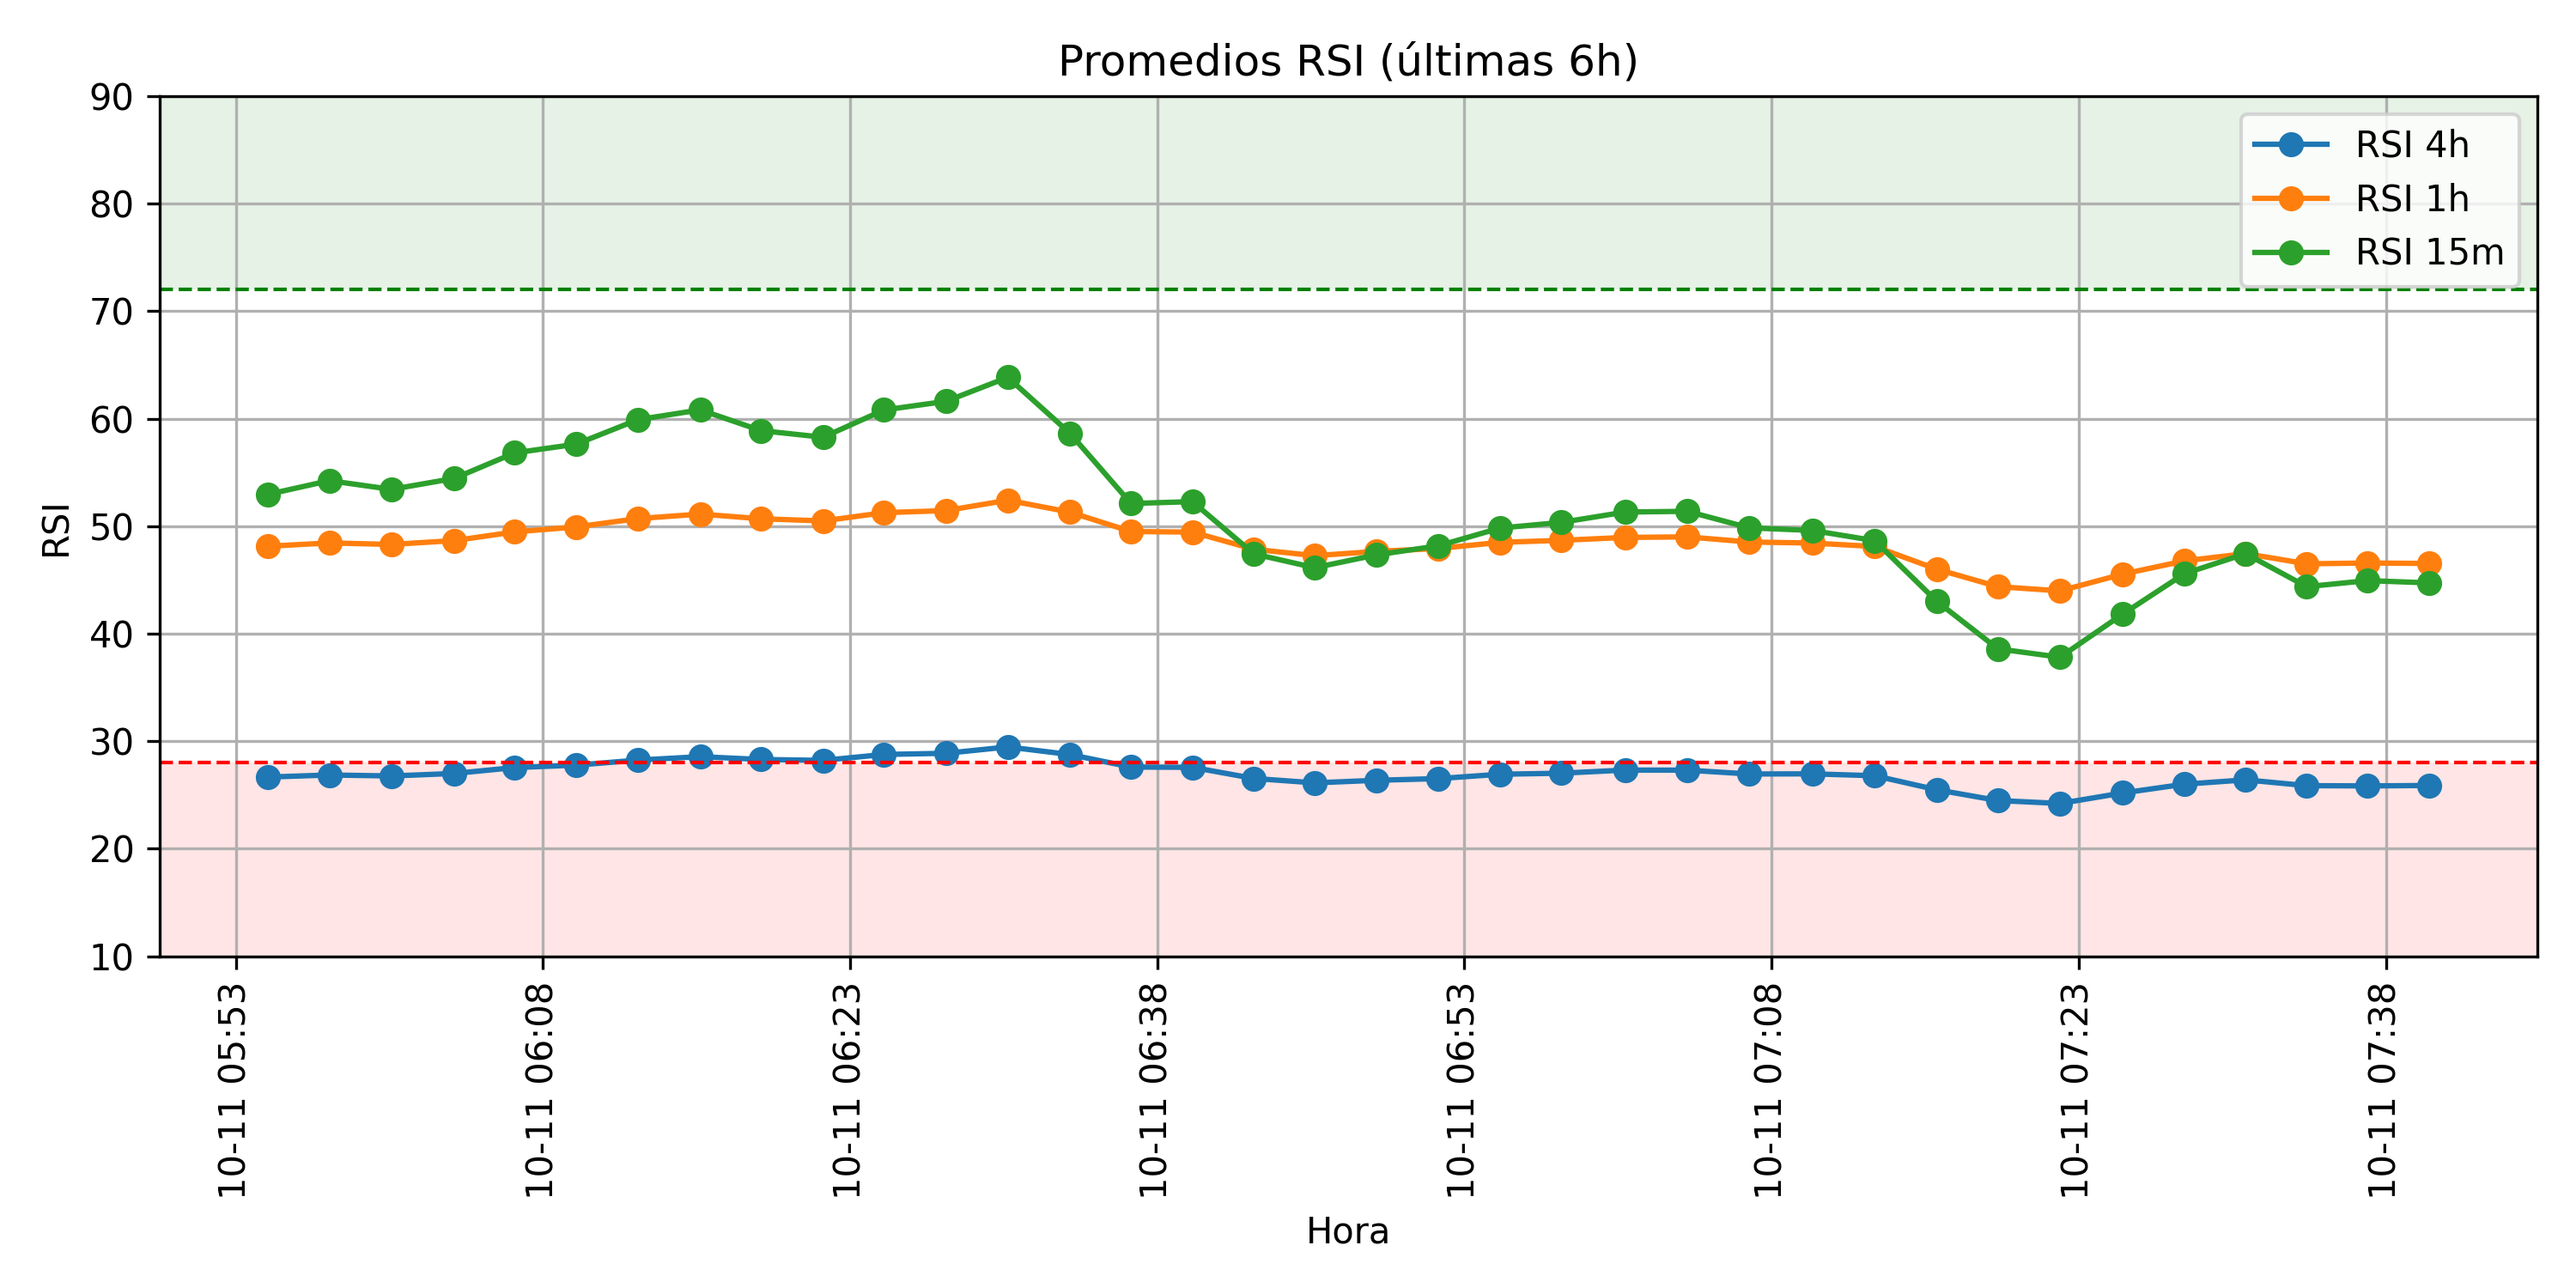 Promedios RSI (últimas 6h)
90
80
70
60
50
40
30
20
10
RSI
RSI 4h
RSI 1h
RSI 15m
10-11 05:53
10-11 06:08
10-11 06:23
10-11 06:38
10-11 06:53
10-11 07:08
10-11 07:23
10-11 07:38
Hora